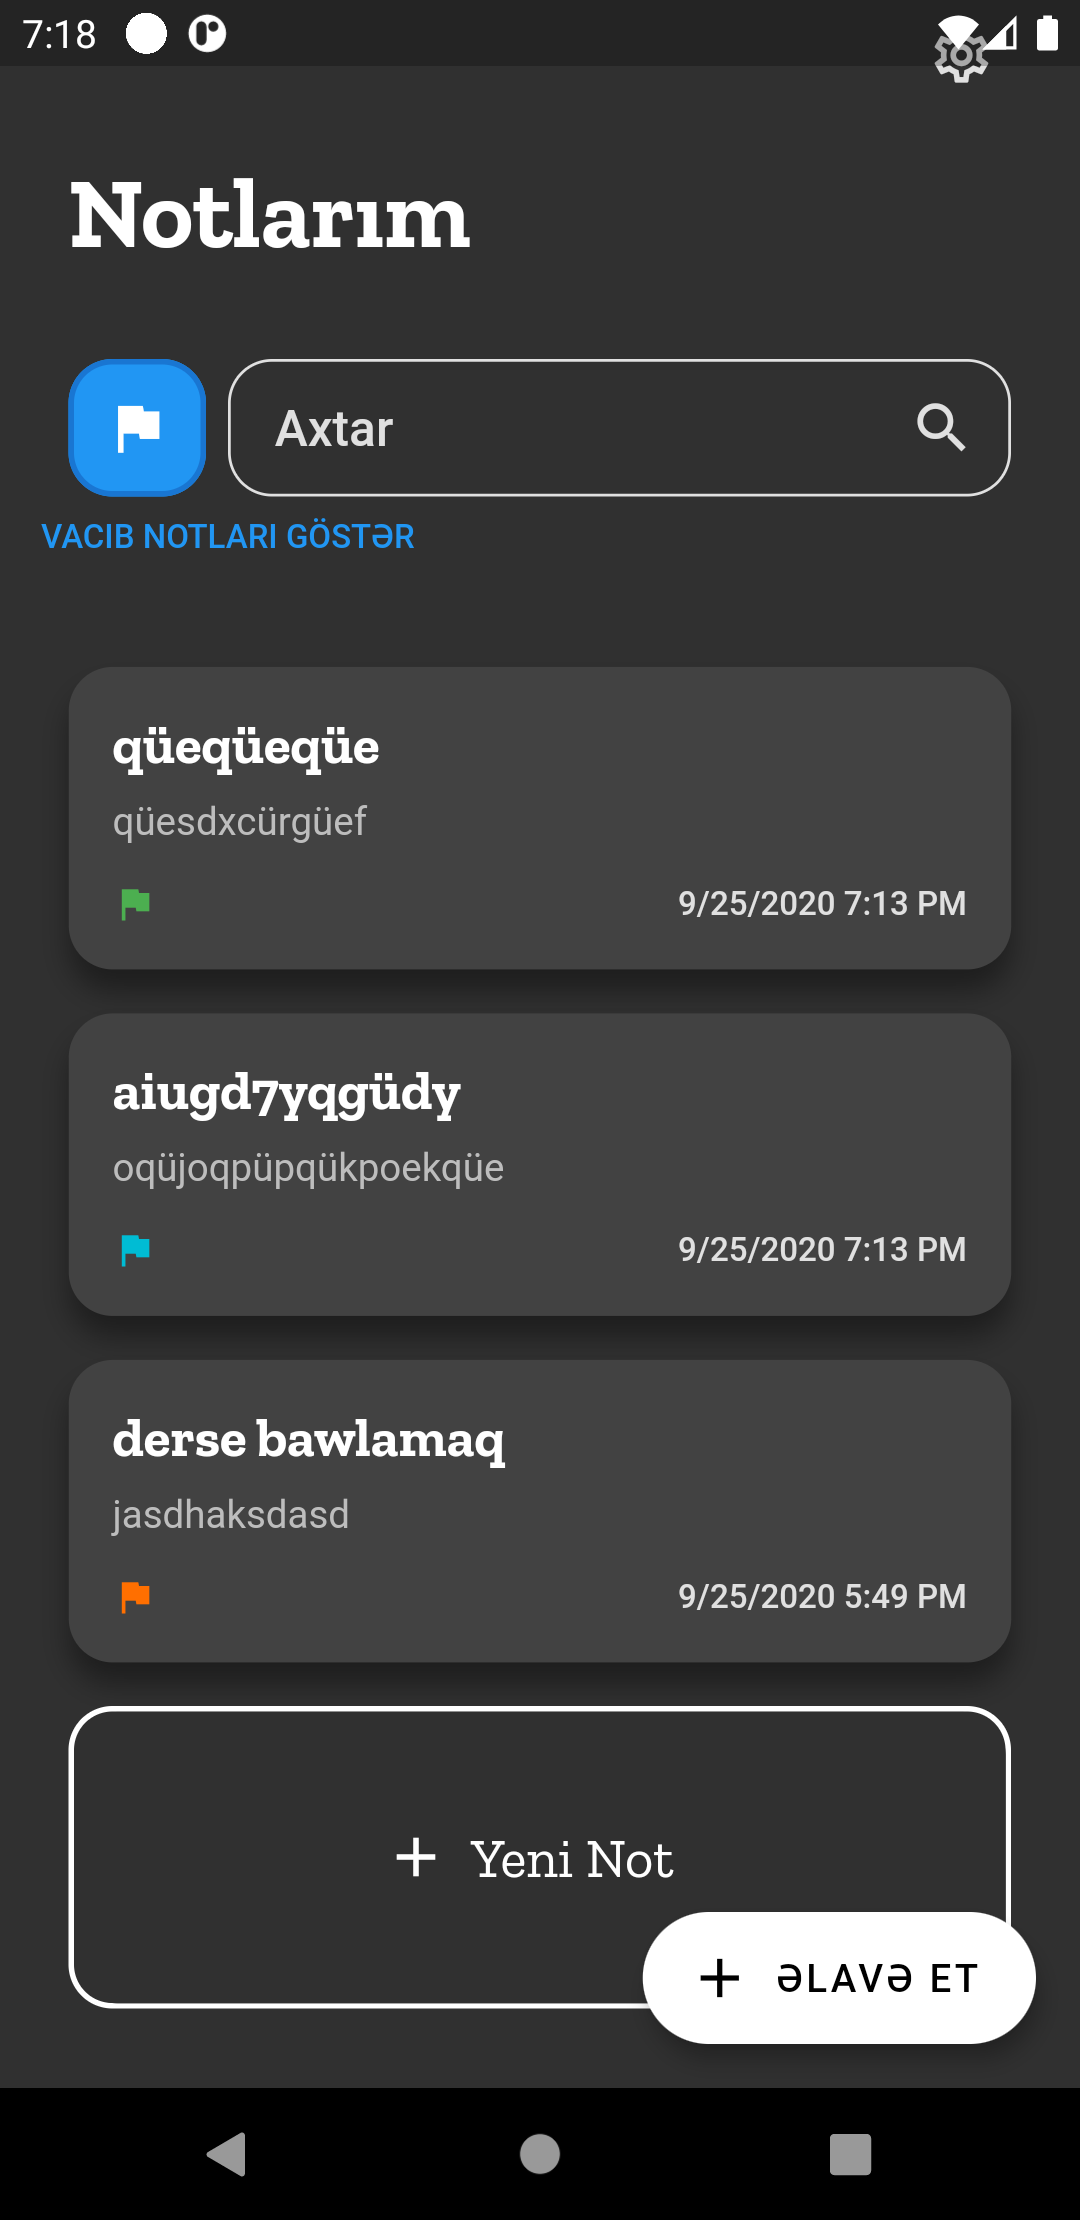 7:18
Notlarım
Axtar
VACIB NOTLARI GÖSTƏR
qüeqüeqüe
qüesdxcürgüef
9/25/2020 7:13 PM
aiugd7yqgüdy
oqüjoqpüpqükpoekqüe
9/25/2020 7:13 PM
derse bawlamaq
jasdhaksdasd
9/25/2020 5:49 PM
Yeni Not
ƏLAVƏ ET